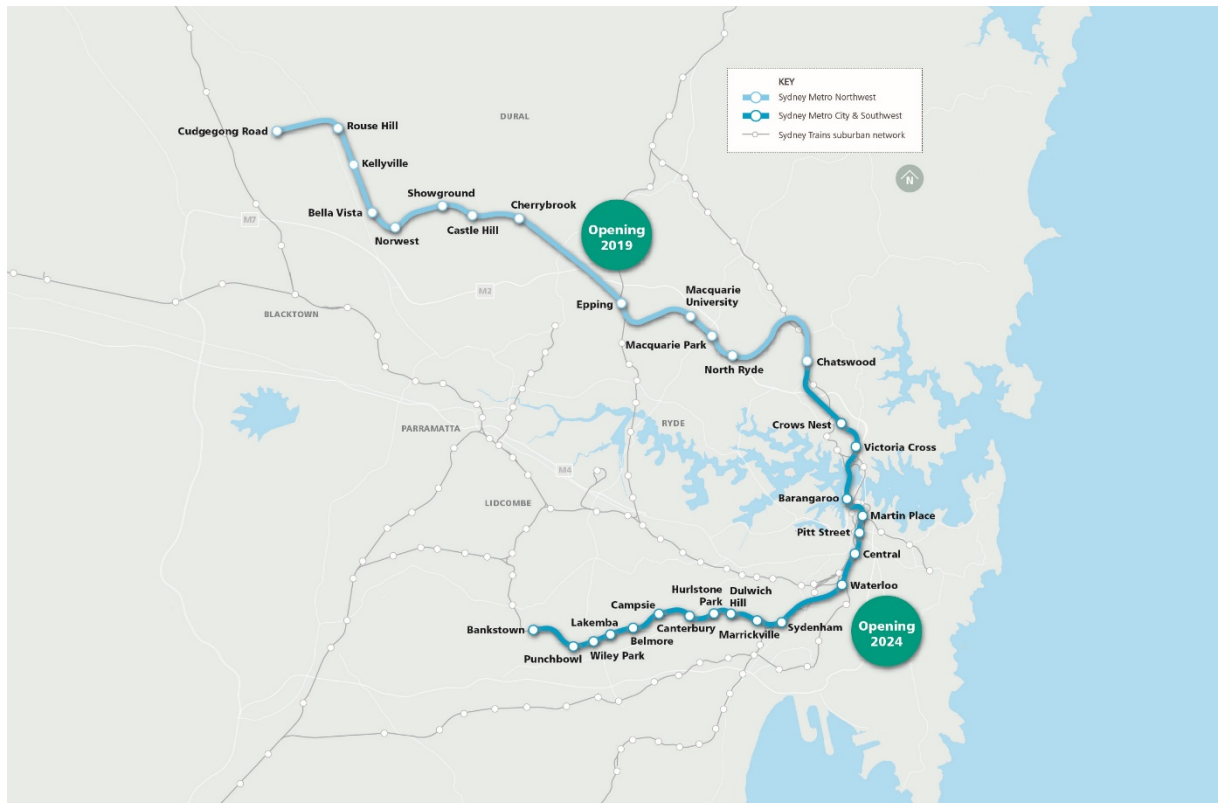 KEY
Sydney Metro Northwest
Sydney Metro City & Southwest
Sydney Trains suburban network
N
DURAL
Cudgegong Road
Rouse Hill
Kellyville
Bella Vista
Norwest
Showground
Castle Hill
Cherrybrook
M7
Opening
2019
M2
BLACKTOWN
Epping
Macquarie
University
Macquarie Park
North Ryde
Chatswood
PARRAMATTA
RYDE
Crows Nest
Victoria Cross
M4
LIDCOMBE
Barangaroo
Martin Place
Pitt Street
Central
Waterloo
Hurlstone
Park
Dulwich
Hill
Campsie
Lakemba
Bankstown
Canterbury
Belmore
Marrickville
Sydenham
Punchbowl
Wiley Park
Opening
2024